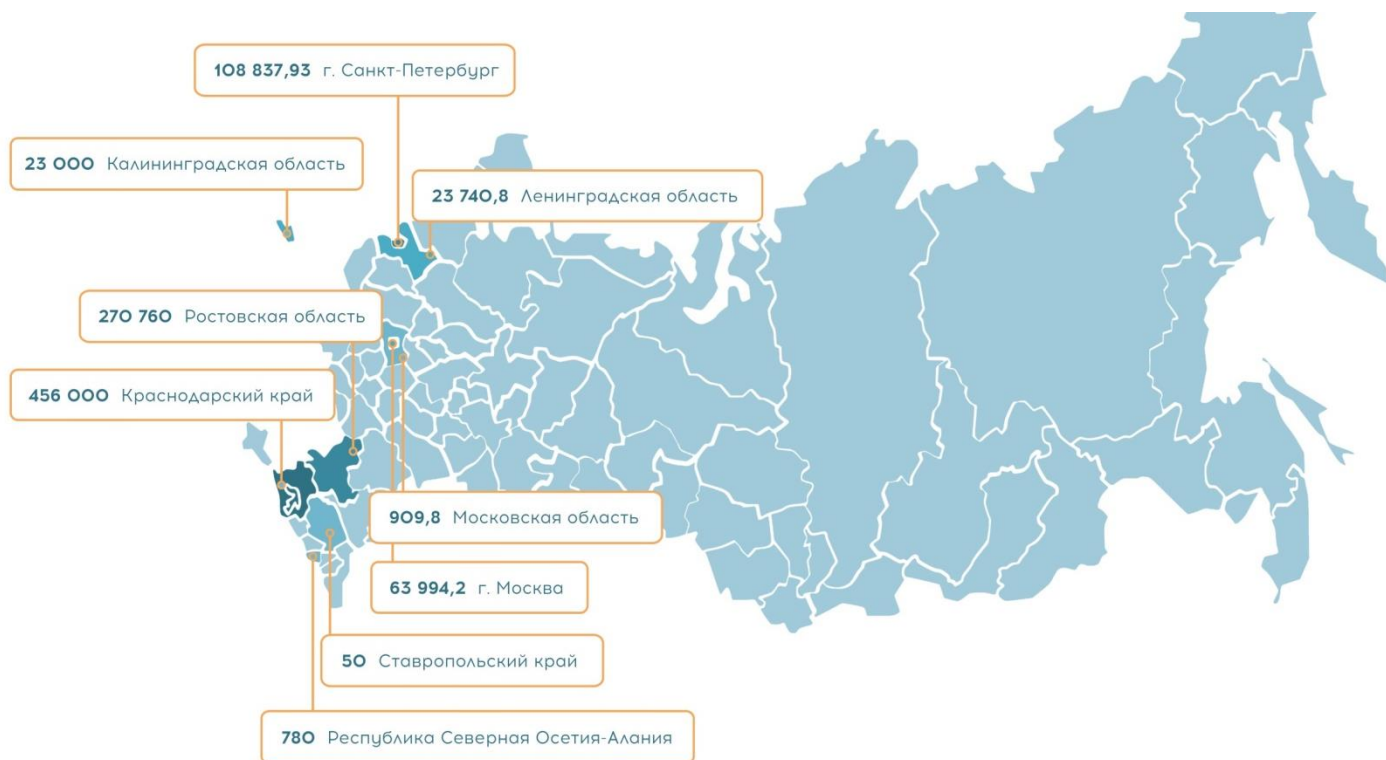 108 837,93 г. Санкт-Петербург
23 000 Калининградская область
23 740,8 Ленинградская область
270 760 Ростовская область
456 000 Краснодарский край
909,8 Московская область
63 994,2 г. Москва
50 Ставропольский край
780 Республика Северная Осетия-Алания